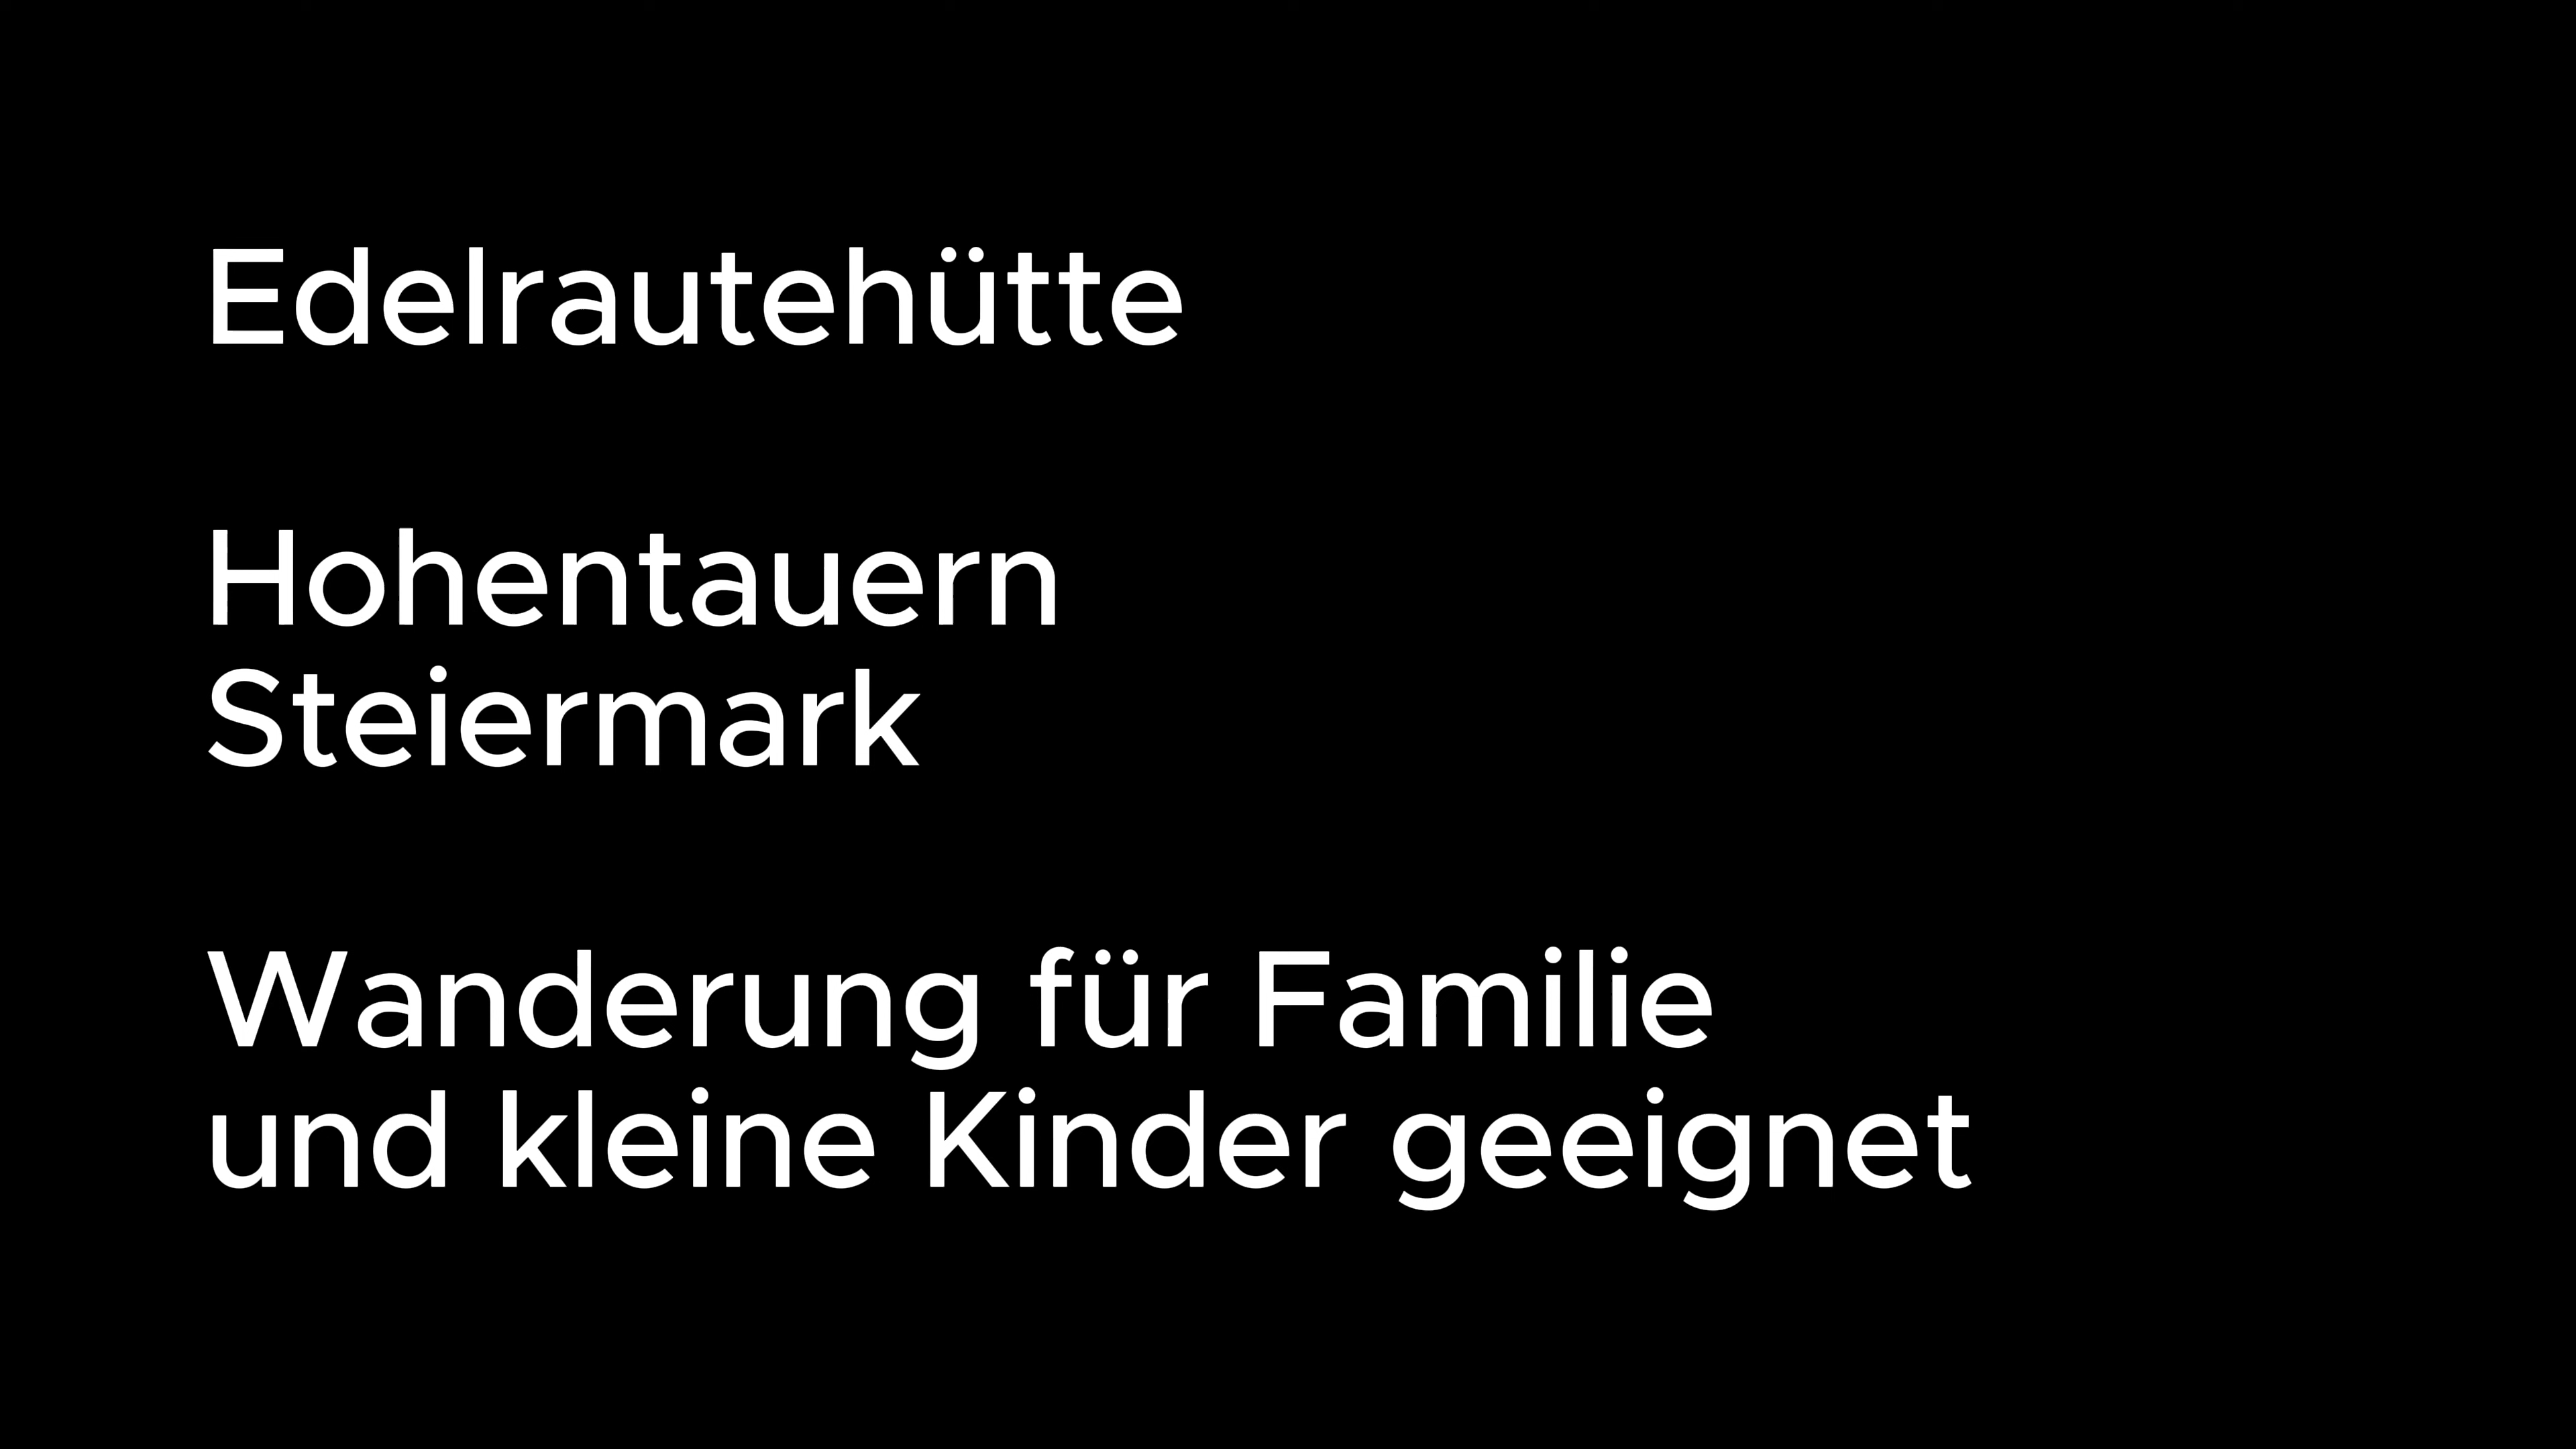 Edelrautehütte
Hohentauern
Steiermark
Wanderung für Familie
und kleine Kinder geeignet